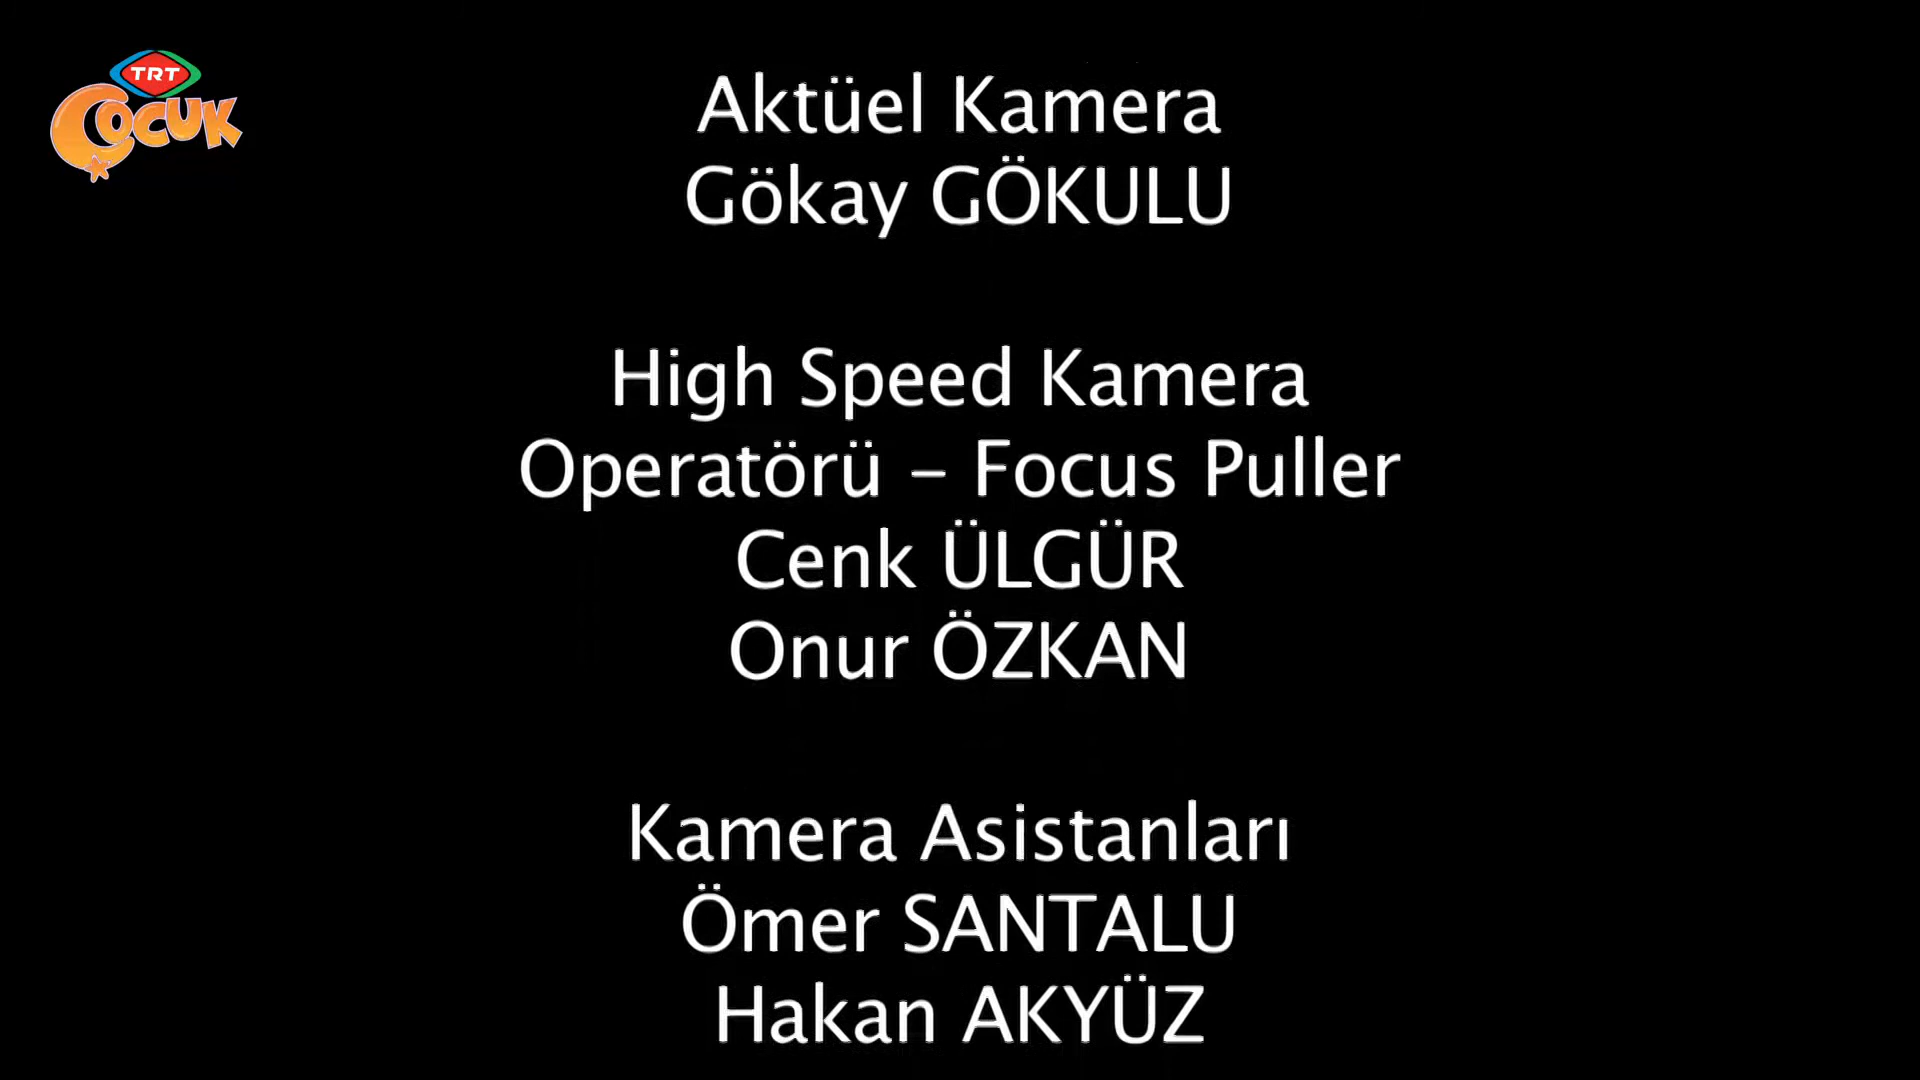 TRT
Çocuk
Aktüel Kamera
Gökay GÖKULU
High Speed Kamera
Operatörü – Focus Puller
Cenk ÜLGÜR
Onur ÖZKAN
Kamera Asistanları
Ömer SANTALU
Hakan AKYÜZ